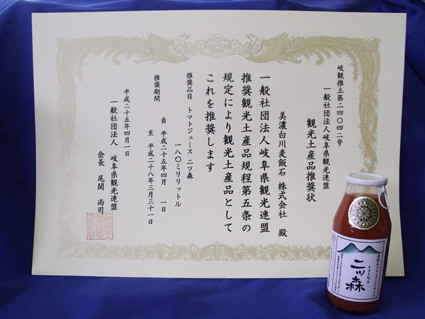 岐観推土第二四〇四二号
一般社団法人岐阜県観光連盟
観光土産品推奨状
美濃白川麦飯石 株式会社 殿
一般社団法人岐阜県観光連盟
推奨観光土産品規程第五条の
規定により観光土産品として
これを推奨します
推奨品目 トマトジュース 二ツ森
一八〇ミリリットル
推奨期間 自 平成二十五年四月 一日
至 平成二十八年三月三十一日
平成二十五年四月一日
一般社団法人 岐阜県観光連盟
会長 尾関 尚司
トマトジュース
二ツ森